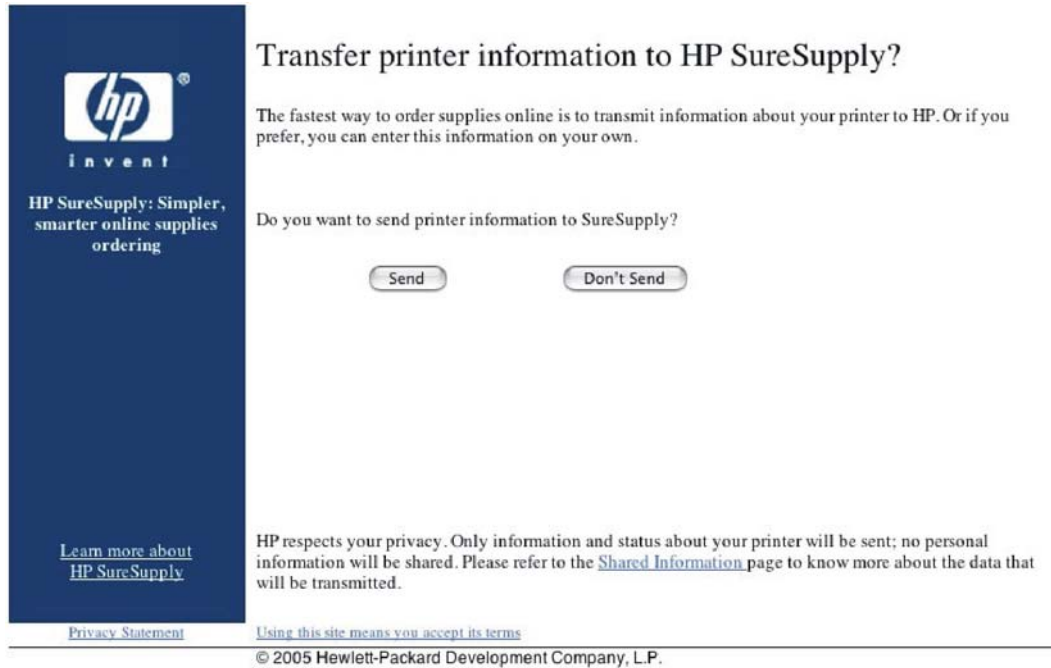 hp®
invent
HP SureSupply: Simpler,
smarter online supplies
ordering
Learn more about
HP SureSupply
Privacy Statement
Transfer printer information to HP SureSupply?
The fastest way to order supplies online is to transmit information about your printer to HP. Or if you
prefer, you can enter this information on your own.
Do you want to send printer information to SureSupply?
Send
Don't Send
HP respects your privacy. Only information and status about your printer will be sent; no personal
information will be shared. Please refer to the Shared Information page to know more about the data that
will be transmitted.
Using this site means you accept its terms
© 2005 Hewlett-Packard Development Company, L.P.